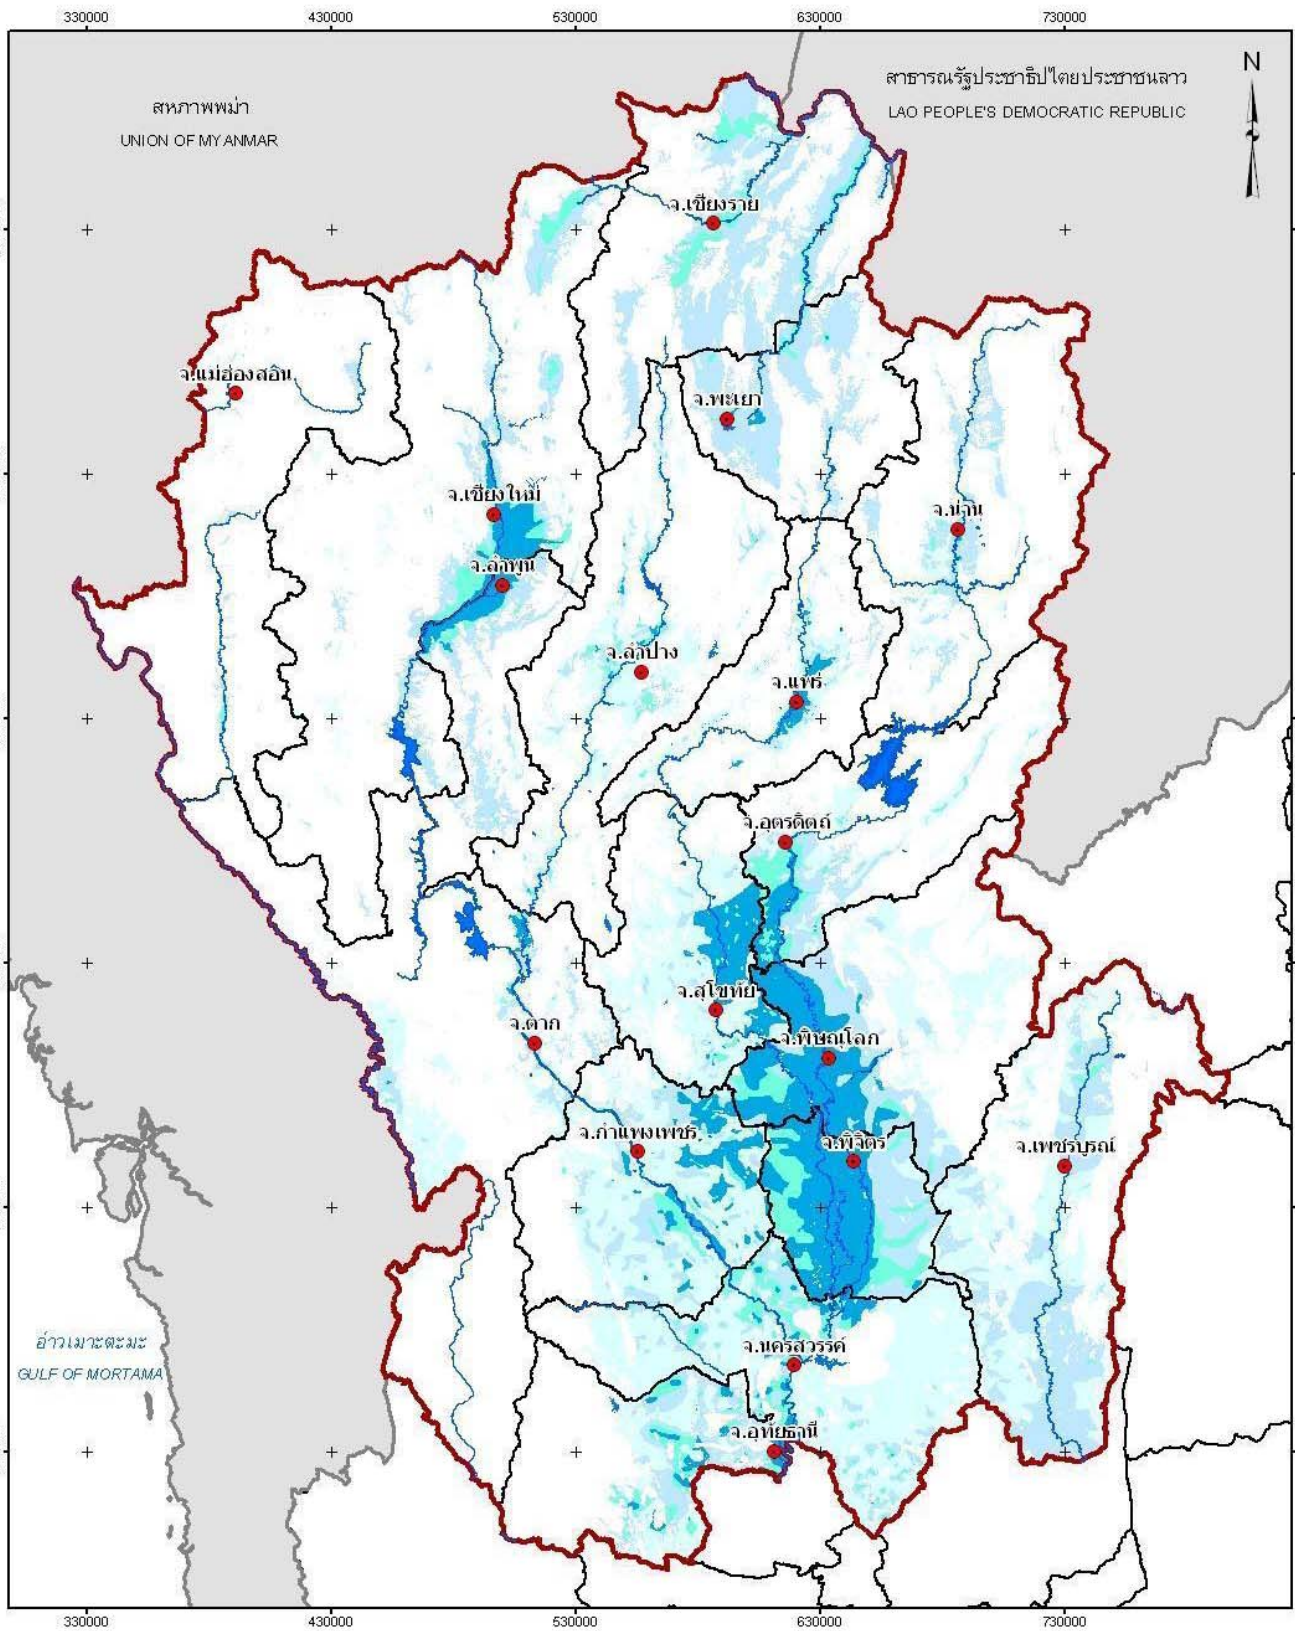 330000 430000 530000 630000 730000
สหภาพพม่า
UNION OF MYANMAR
สาธารณรัฐประชาธิปไตยประชาชนลาว
LAO PEOPLE'S DEMOCRATIC REPUBLIC
N
จ.เชียงราย
จ.แม่ฮ่องสอน
จ.พะเยา
จ.เชียงใหม่
จ.น่าน
จ.ลำพูน
จ.ลำปาง
จ.แพร่
จ.อุตรดิตถ์
จ.สุโขทัย
จ.ตาก
จ.พิษณุโลก
จ.กำแพงเพชร
จ.พิจิตร
จ.เพชรบูรณ์
อ่าวเมาะตะมะ
GULF OF MORTAMA
จ.นครสวรรค์
จ.อุทัยธานี
330000 430000 530000 630000 730000